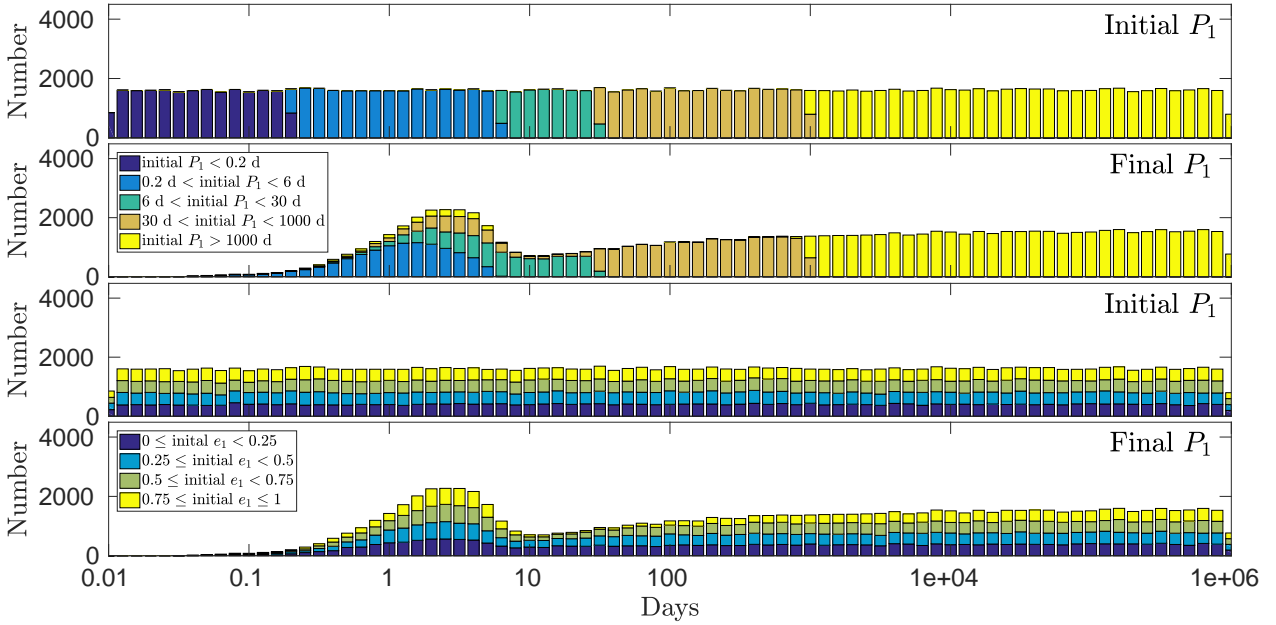 4000
Initial P₁
Number
2000
0
4000
Final P₁
initial P₁ < 0.2 d
0.2 d < initial P₁ < 6 d
6 d < initial P₁ < 30 d
30 d < initial P₁ < 1000 d
initial P₁ > 1000 d
Number
2000
0
4000
Initial P₁
Number
2000
0
4000
Final P₁
0 ≤ inital e₁ < 0.25
0.25 ≤ initial e₁ < 0.5
0.5 ≤ initial e₁ < 0.75
0.75 ≤ initial e₁ ≤ 1
Number
2000
0
0.01 0.1 1 10 100 1e+04 1e+06
Days